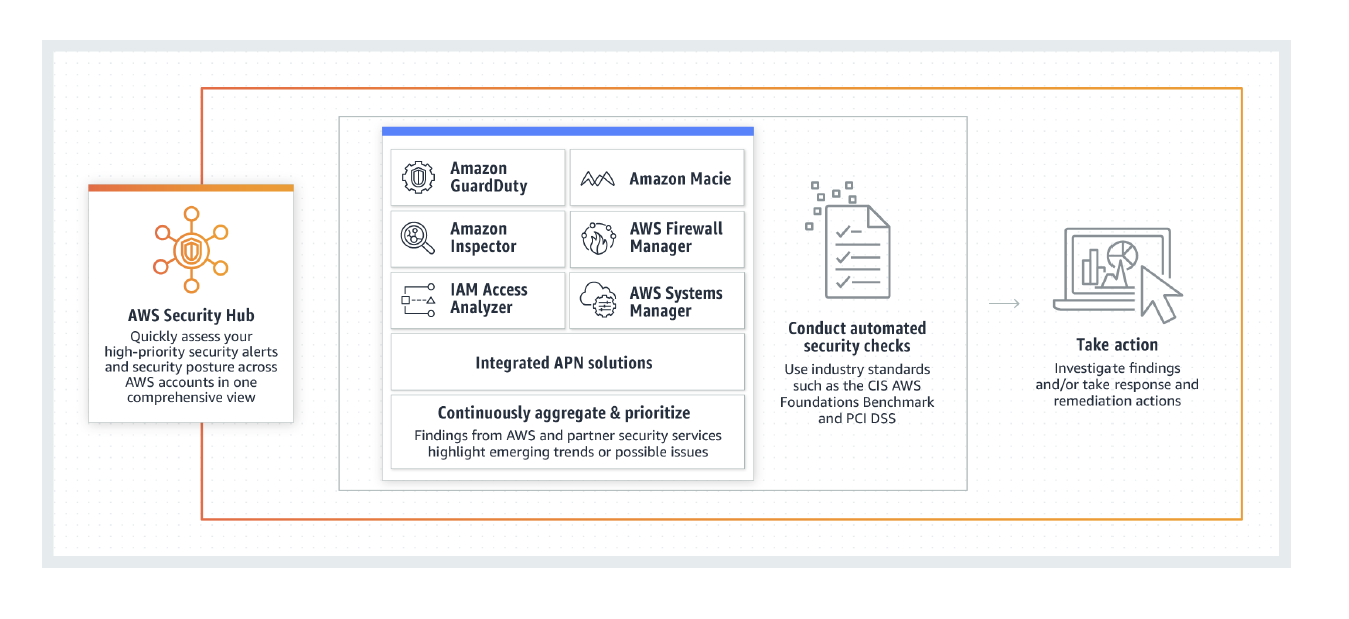 AWS Security Hub
Quickly assess your
high-priority security alerts
and security posture across
AWS accounts in one
comprehensive view
Amazon
GuardDuty
Amazon Macie
Amazon
Inspector
AWS Firewall
Manager
IAM Access
Analyzer
AWS Systems
Manager
Integrated APN solutions
Continuously aggregate & prioritize
Findings from AWS and partner security services
highlight emerging trends or possible issues
Conduct automated
security checks
Use industry standards
such as the CIS AWS
Foundations Benchmark
and PCI DSS
Take action
Investigate findings
and/or take response and
remediation actions